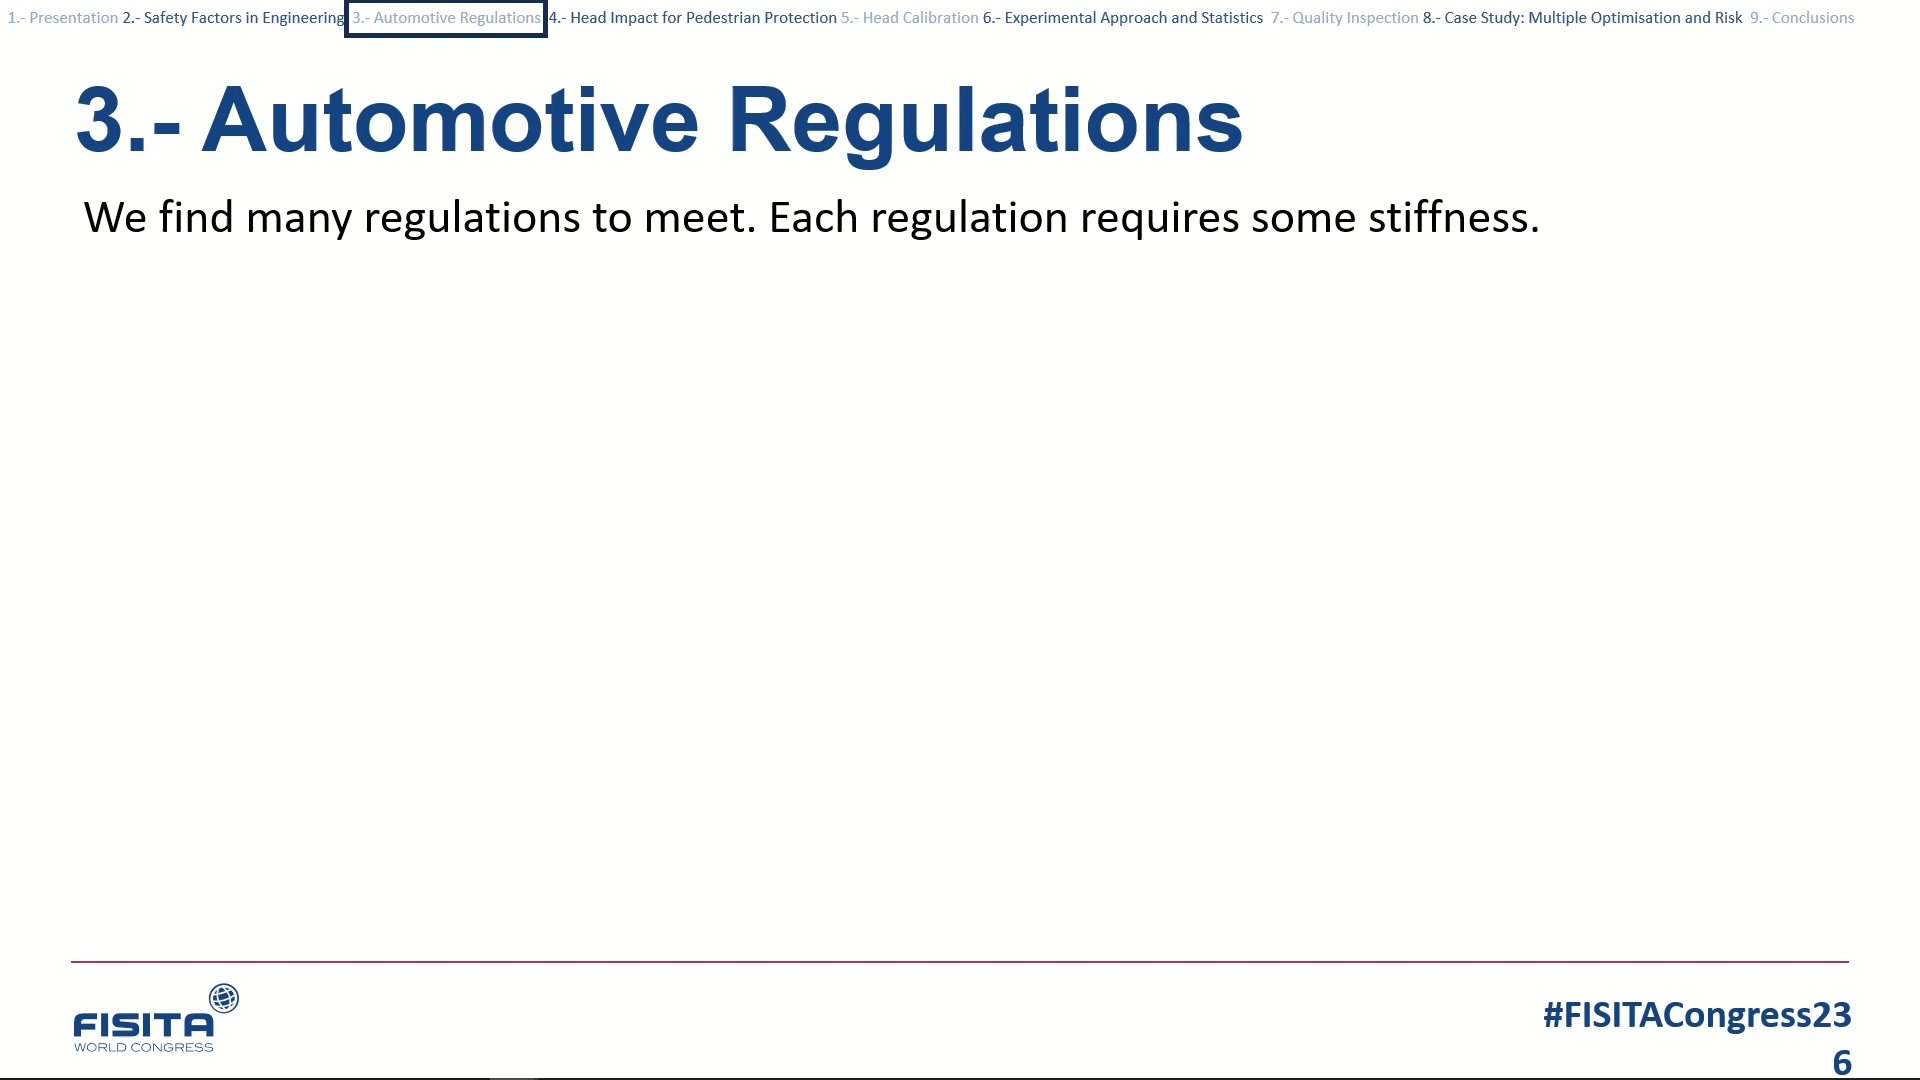 1.- Presentation 2.- Safety Factors in Engineering 3.- Automotive Regulations 4.- Head Impact for Pedestrian Protection 5.- Head Calibration 6.- Experimental Approach and Statistics 7.- Quality Inspection 8.- Case Study: Multiple Optimisation and Risk 9.- Conclusions
3.- Automotive Regulations
We find many regulations to meet. Each regulation requires some stiffness.
FISITA
WORLD CONGRESS
#FISITACongress23
6